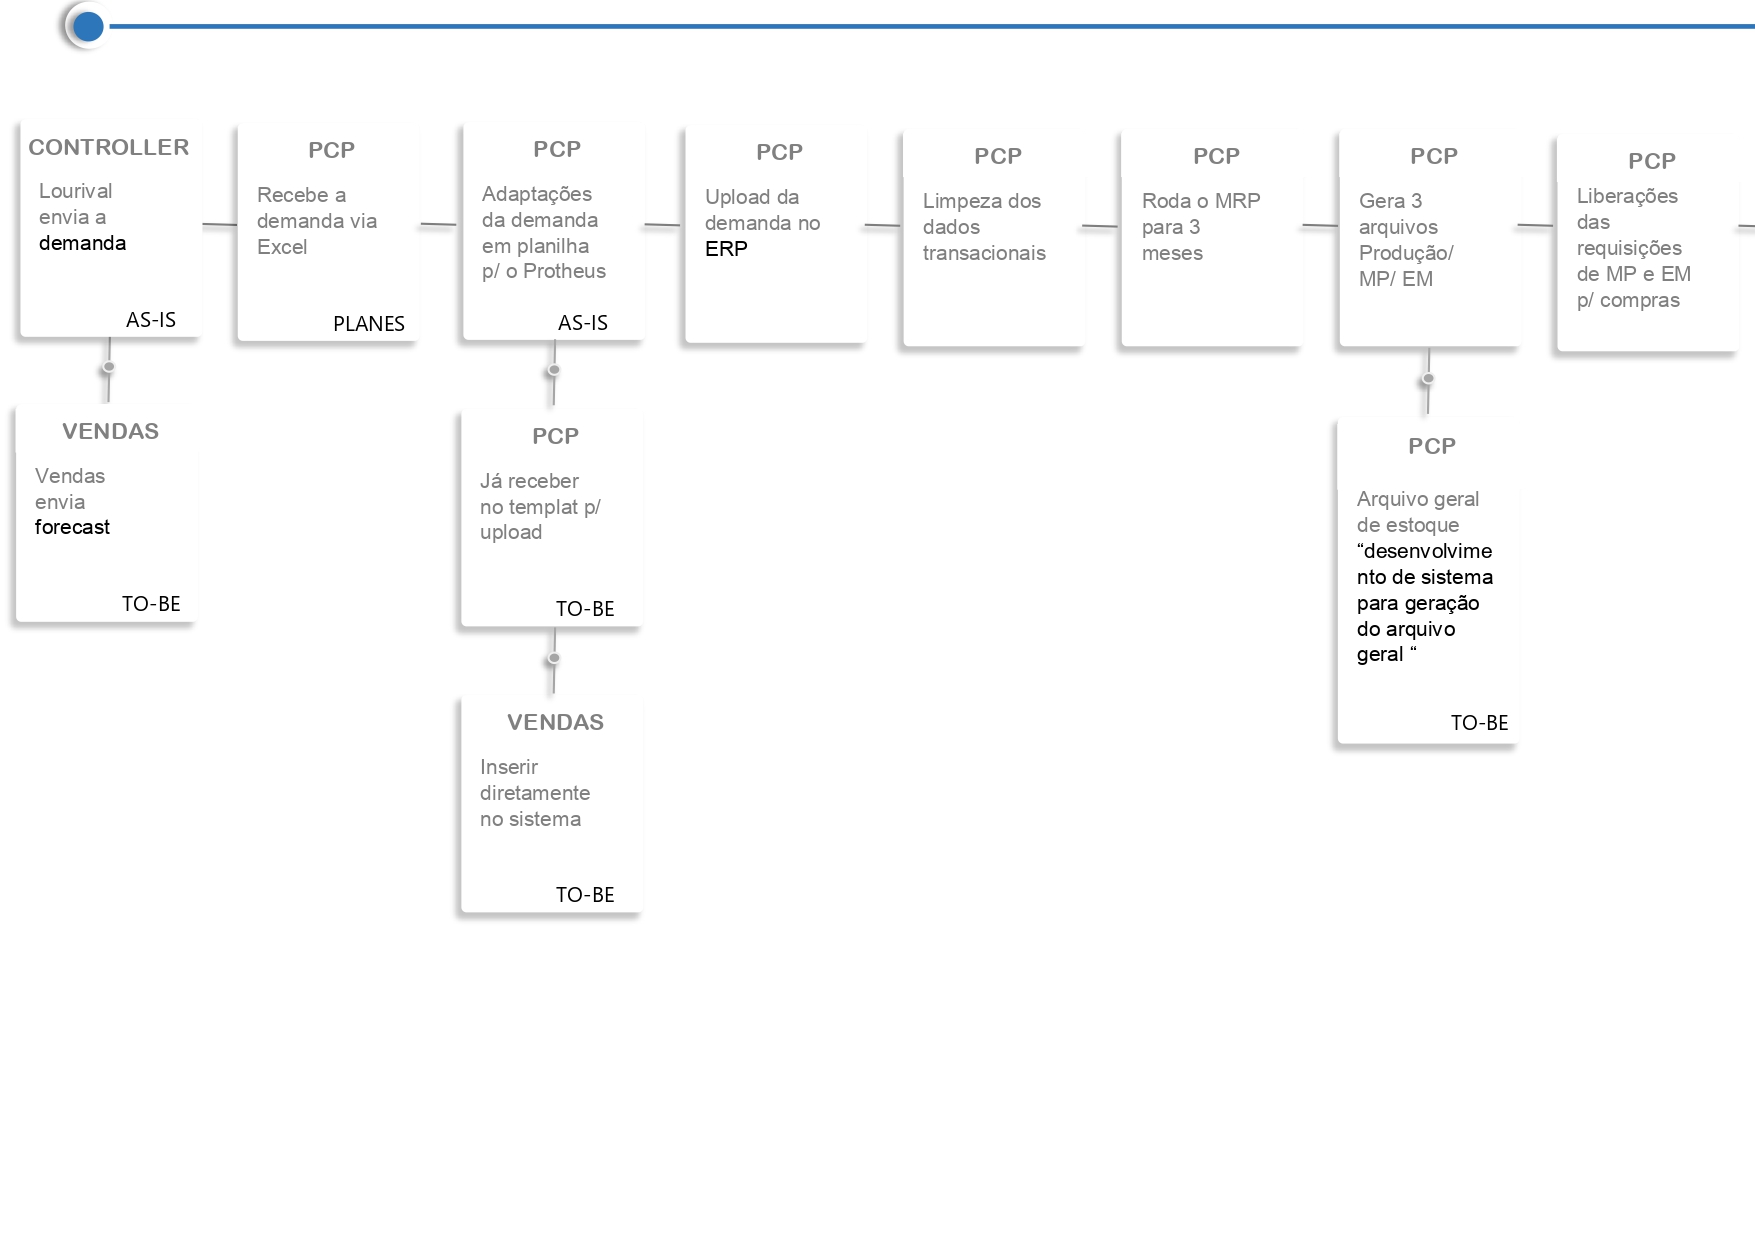 CONTROLLER
Lourival
envia a
demanda
AS-IS
PCP
Recebe a
demanda via
Excel
PLANES
PCP
Adaptações
da demanda
em planilha
p/ o Protheus
AS-IS
PCP
Upload da
demanda no
ERP
PCP
Limpeza dos
dados
transacionais
PCP
Roda o MRP
para 3
meses
PCP
Gera 3
arquivos
Produção/
MP/ EM
PCP
Liberações
das
requisições
de MP e EM
p/ compras
VENDAS
Vendas
envia
forecast
TO-BE
PCP
Já receber
no templat p/
upload
TO-BE
PCP
Arquivo geral
de estoque
“desenvolvime
nto de sistema
para geração
do arquivo
geral “
TO-BE
VENDAS
Inserir
diretamente
no sistema
TO-BE